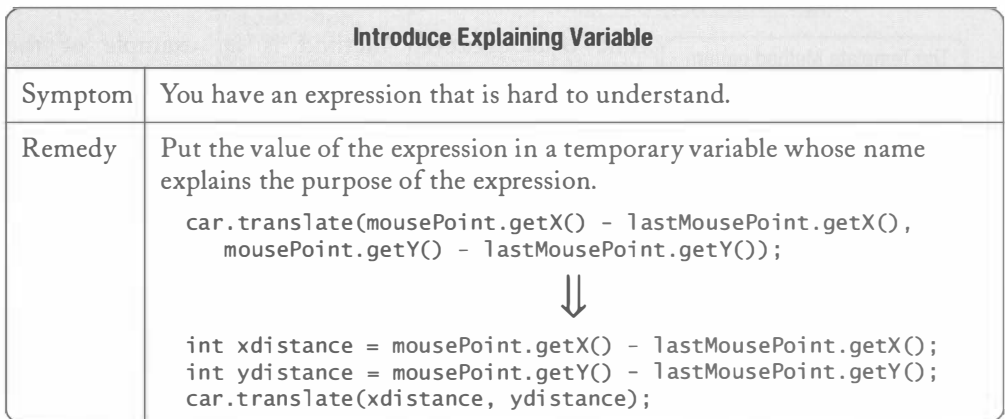 Introduce Explaining Variable
Symptom You have an expression that is hard to understand.
Remedy Put the value of the expression in a temporary variable whose name
explains the purpose of the expression.
car.translate(mousePoint.getX() - lastMousePoint.getX(),
mousePoint.getY() - lastMousePoint.getY());
⇓
int xdistance = mousePoint.getX() - lastMousePoint.getX();
int ydistance = mousePoint.getY() - lastMousePoint.getY();
car.translate(xdistance, ydistance);